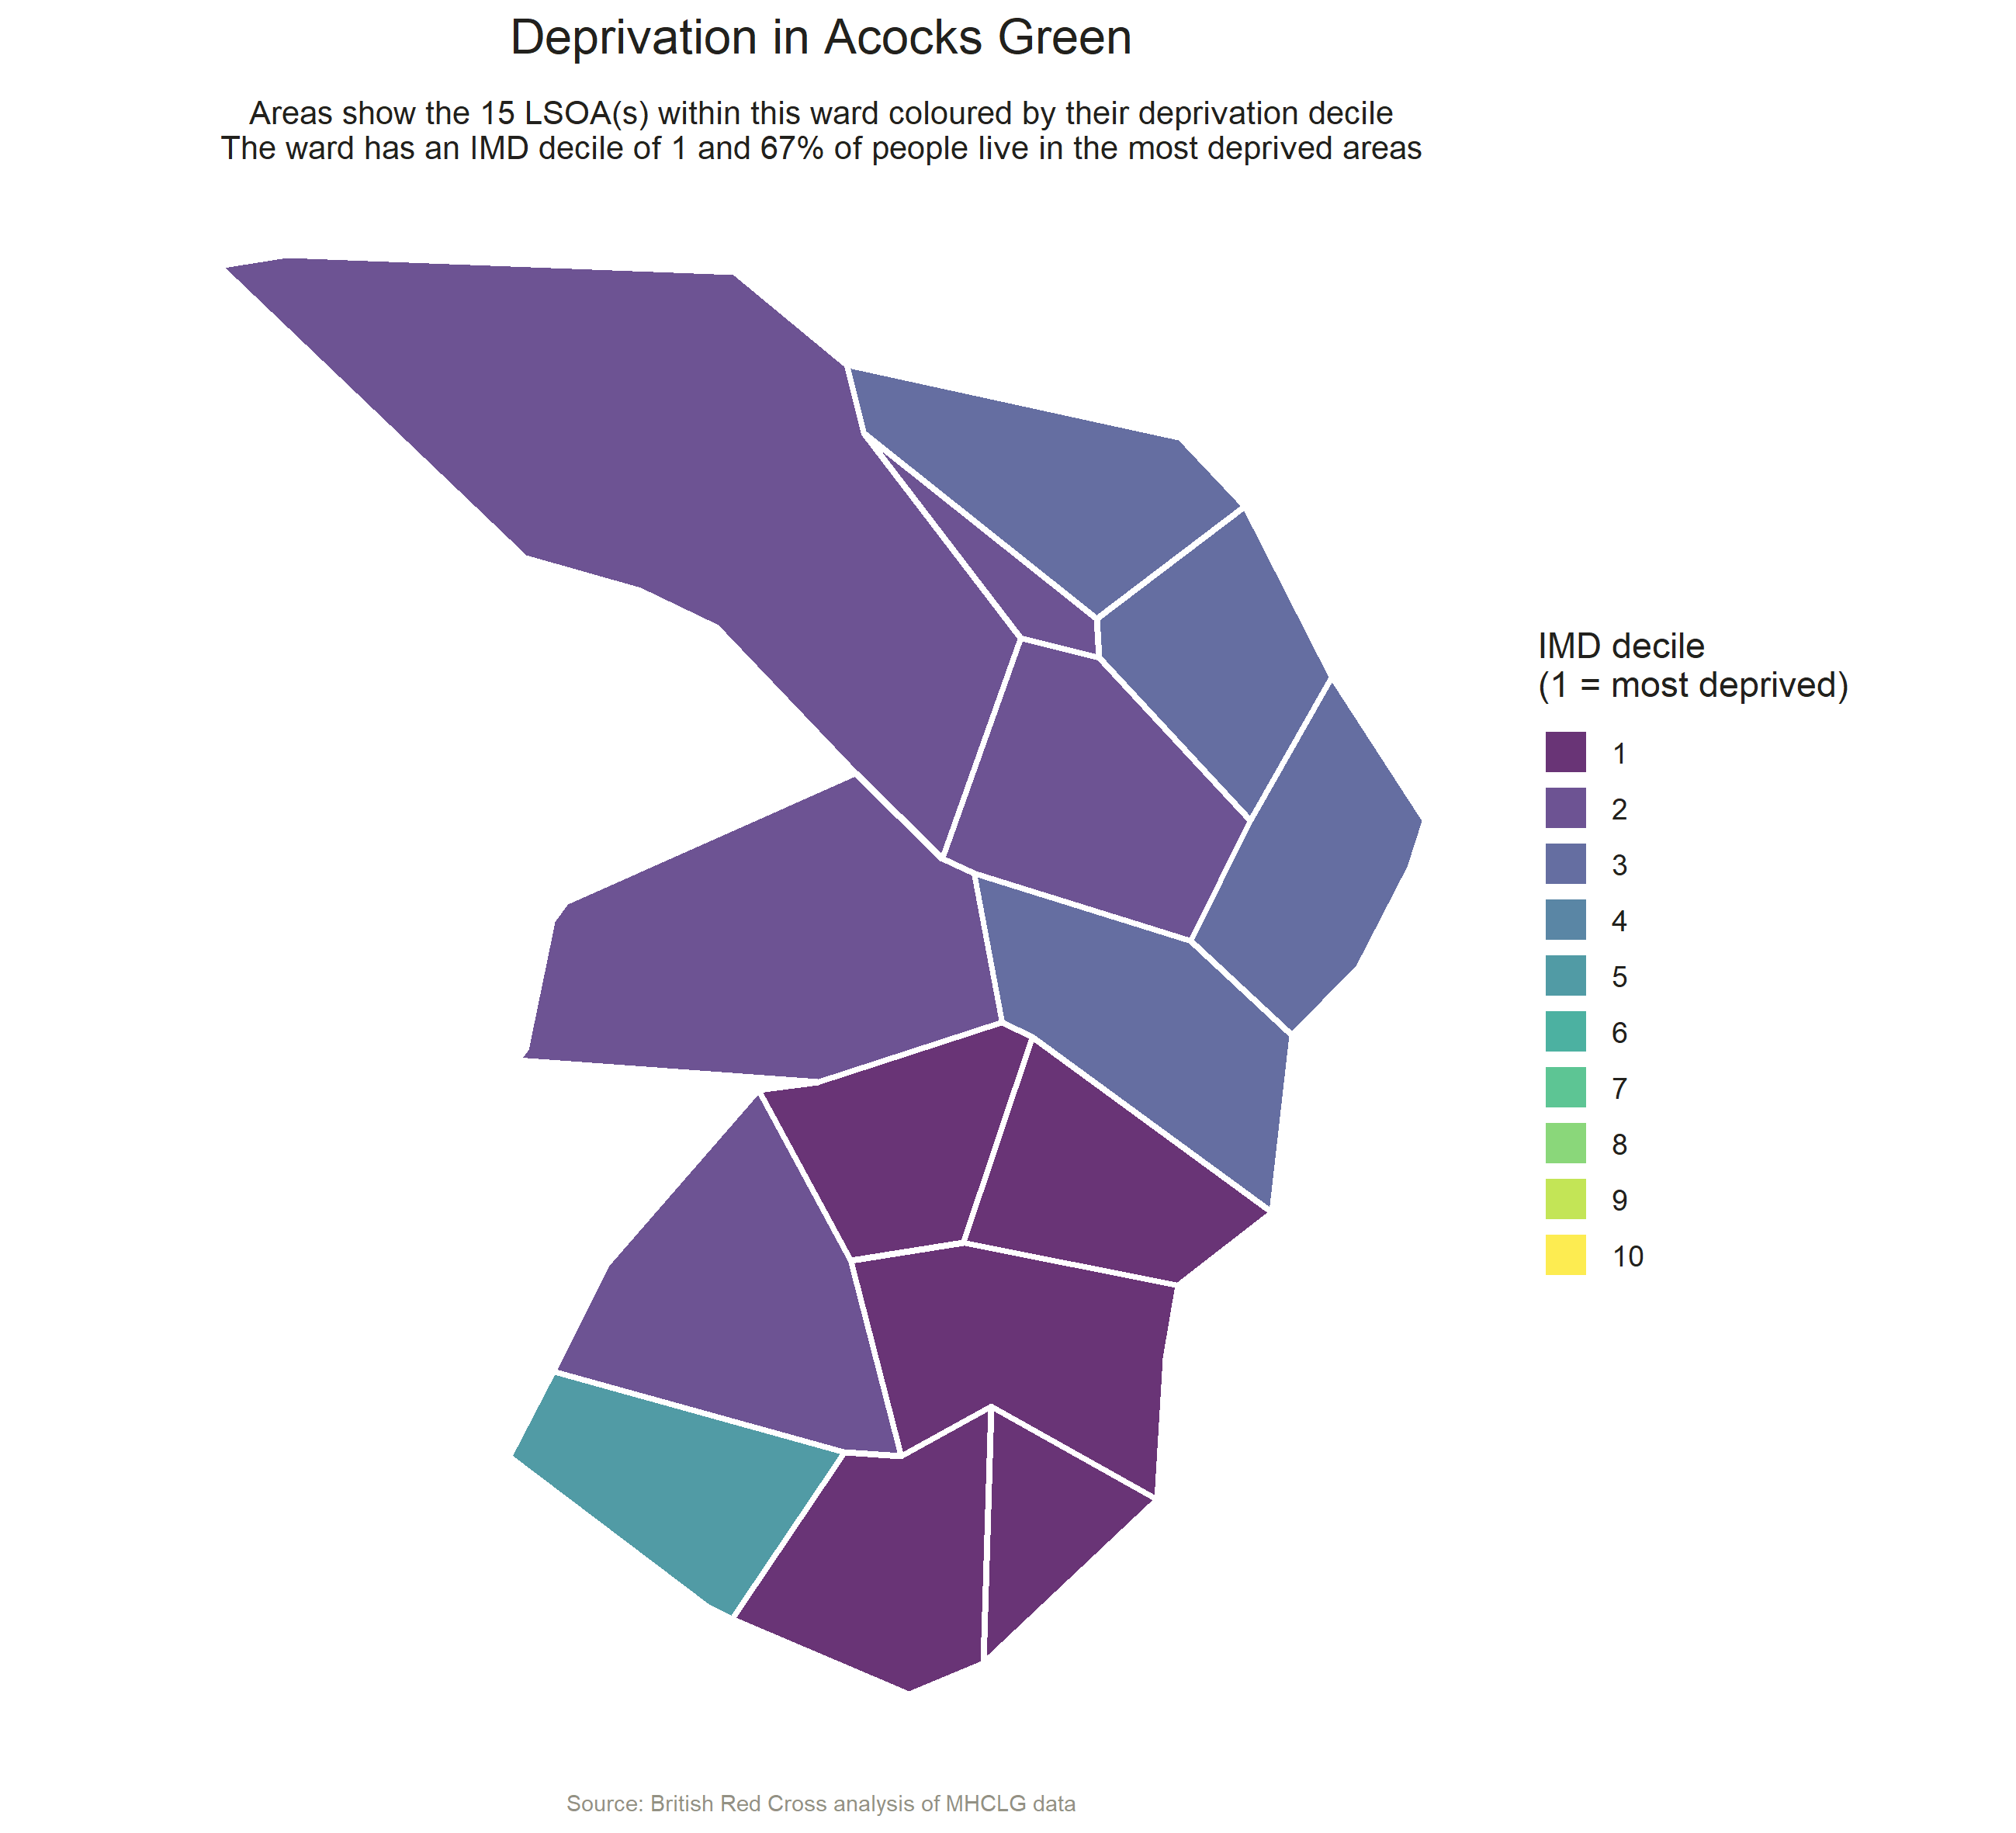 Deprivation in Acocks Green
Areas show the 15 LSOA(s) within this ward coloured by their deprivation decile
The ward has an IMD decile of 1 and 67% of people live in the most deprived areas
IMD decile
(1 = most deprived)
1
2
3
4
5
6
7
8
9
10
Source: British Red Cross analysis of MHCLG data